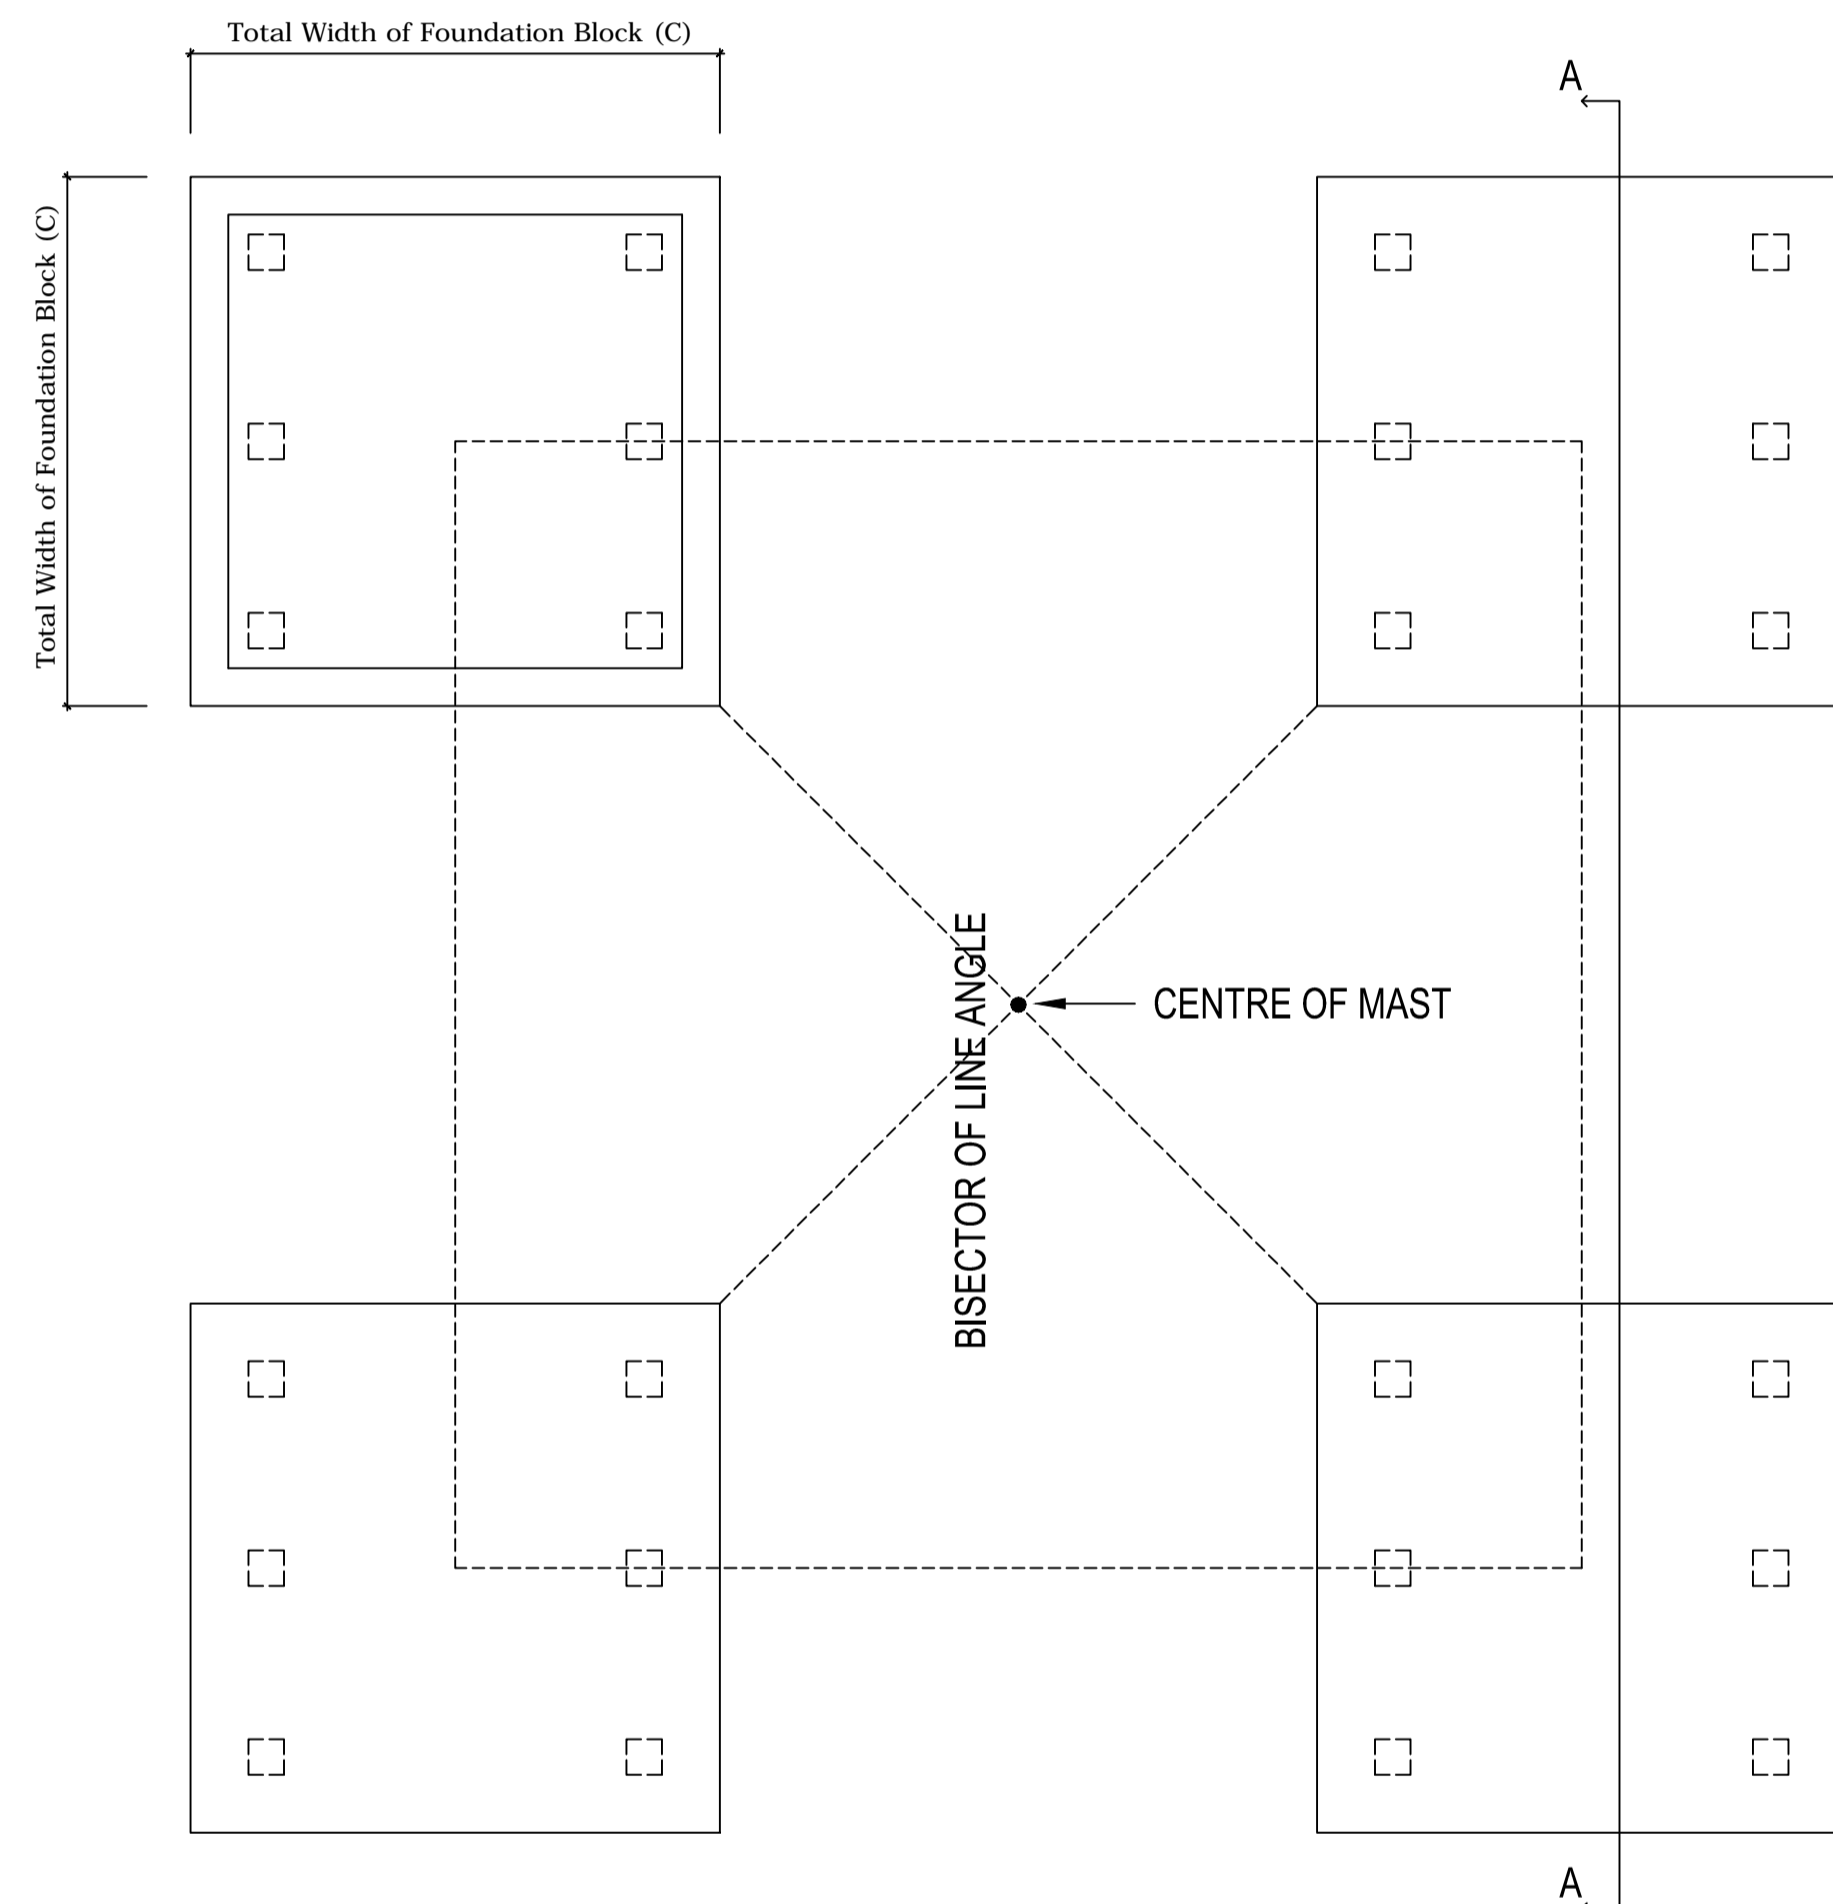 Total Width of Foundation Block (C)
A
Total Width of Foundation Block (C)
BISECTOR OF LINE ANGLE
CENTRE OF MAST
A